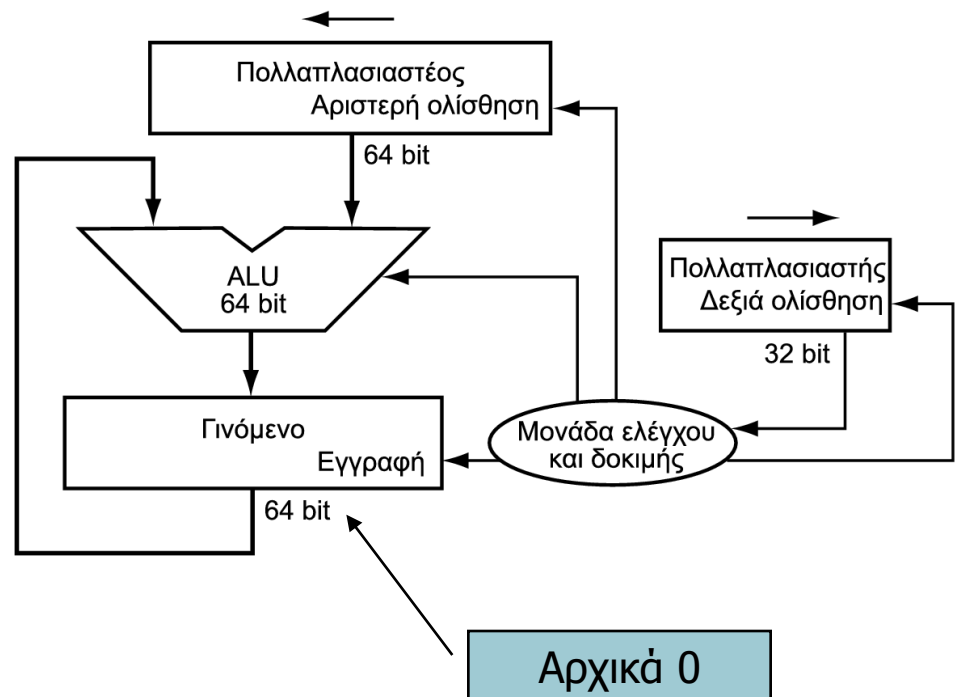 Πολλαπλασιαστέος
Αριστερή ολίσθηση
64 bit
ALU
64 bit
Πολλαπλασιαστής
Δεξιά ολίσθηση
32 bit
Γινόμενο
Εγγραφή
Μονάδα ελέγχου
και δοκιμής
64 bit
Αρχικά 0